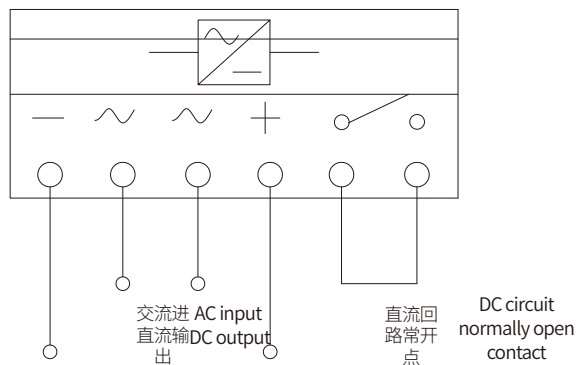 交流进 AC input
直流输DC output
出
直流回
路常开
点
DC circuit
normally open
contact